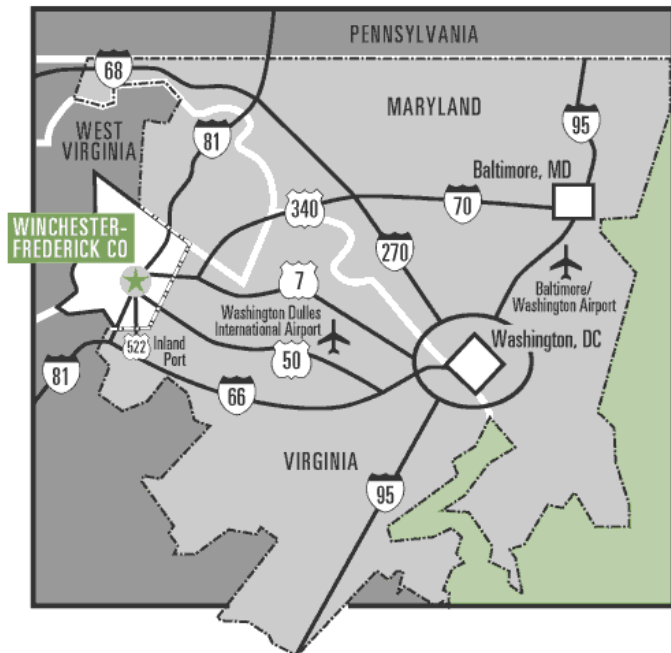 PENNSYLVANIA
68
MARYLAND
WEST
VIRGINIA
81
95
Baltimore, MD
340
70
WINCHESTER-
FREDERICK CO
270
7
Washington Dulles
International Airport
Baltimore/
Washington Airport
522
Inland
Port
50
Washington, DC
81
66
VIRGINIA
95